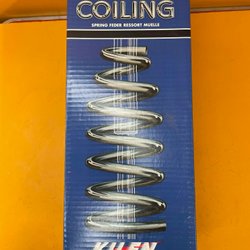 COILING
SPRING FEDER RESSORT MUELLE
KILEN